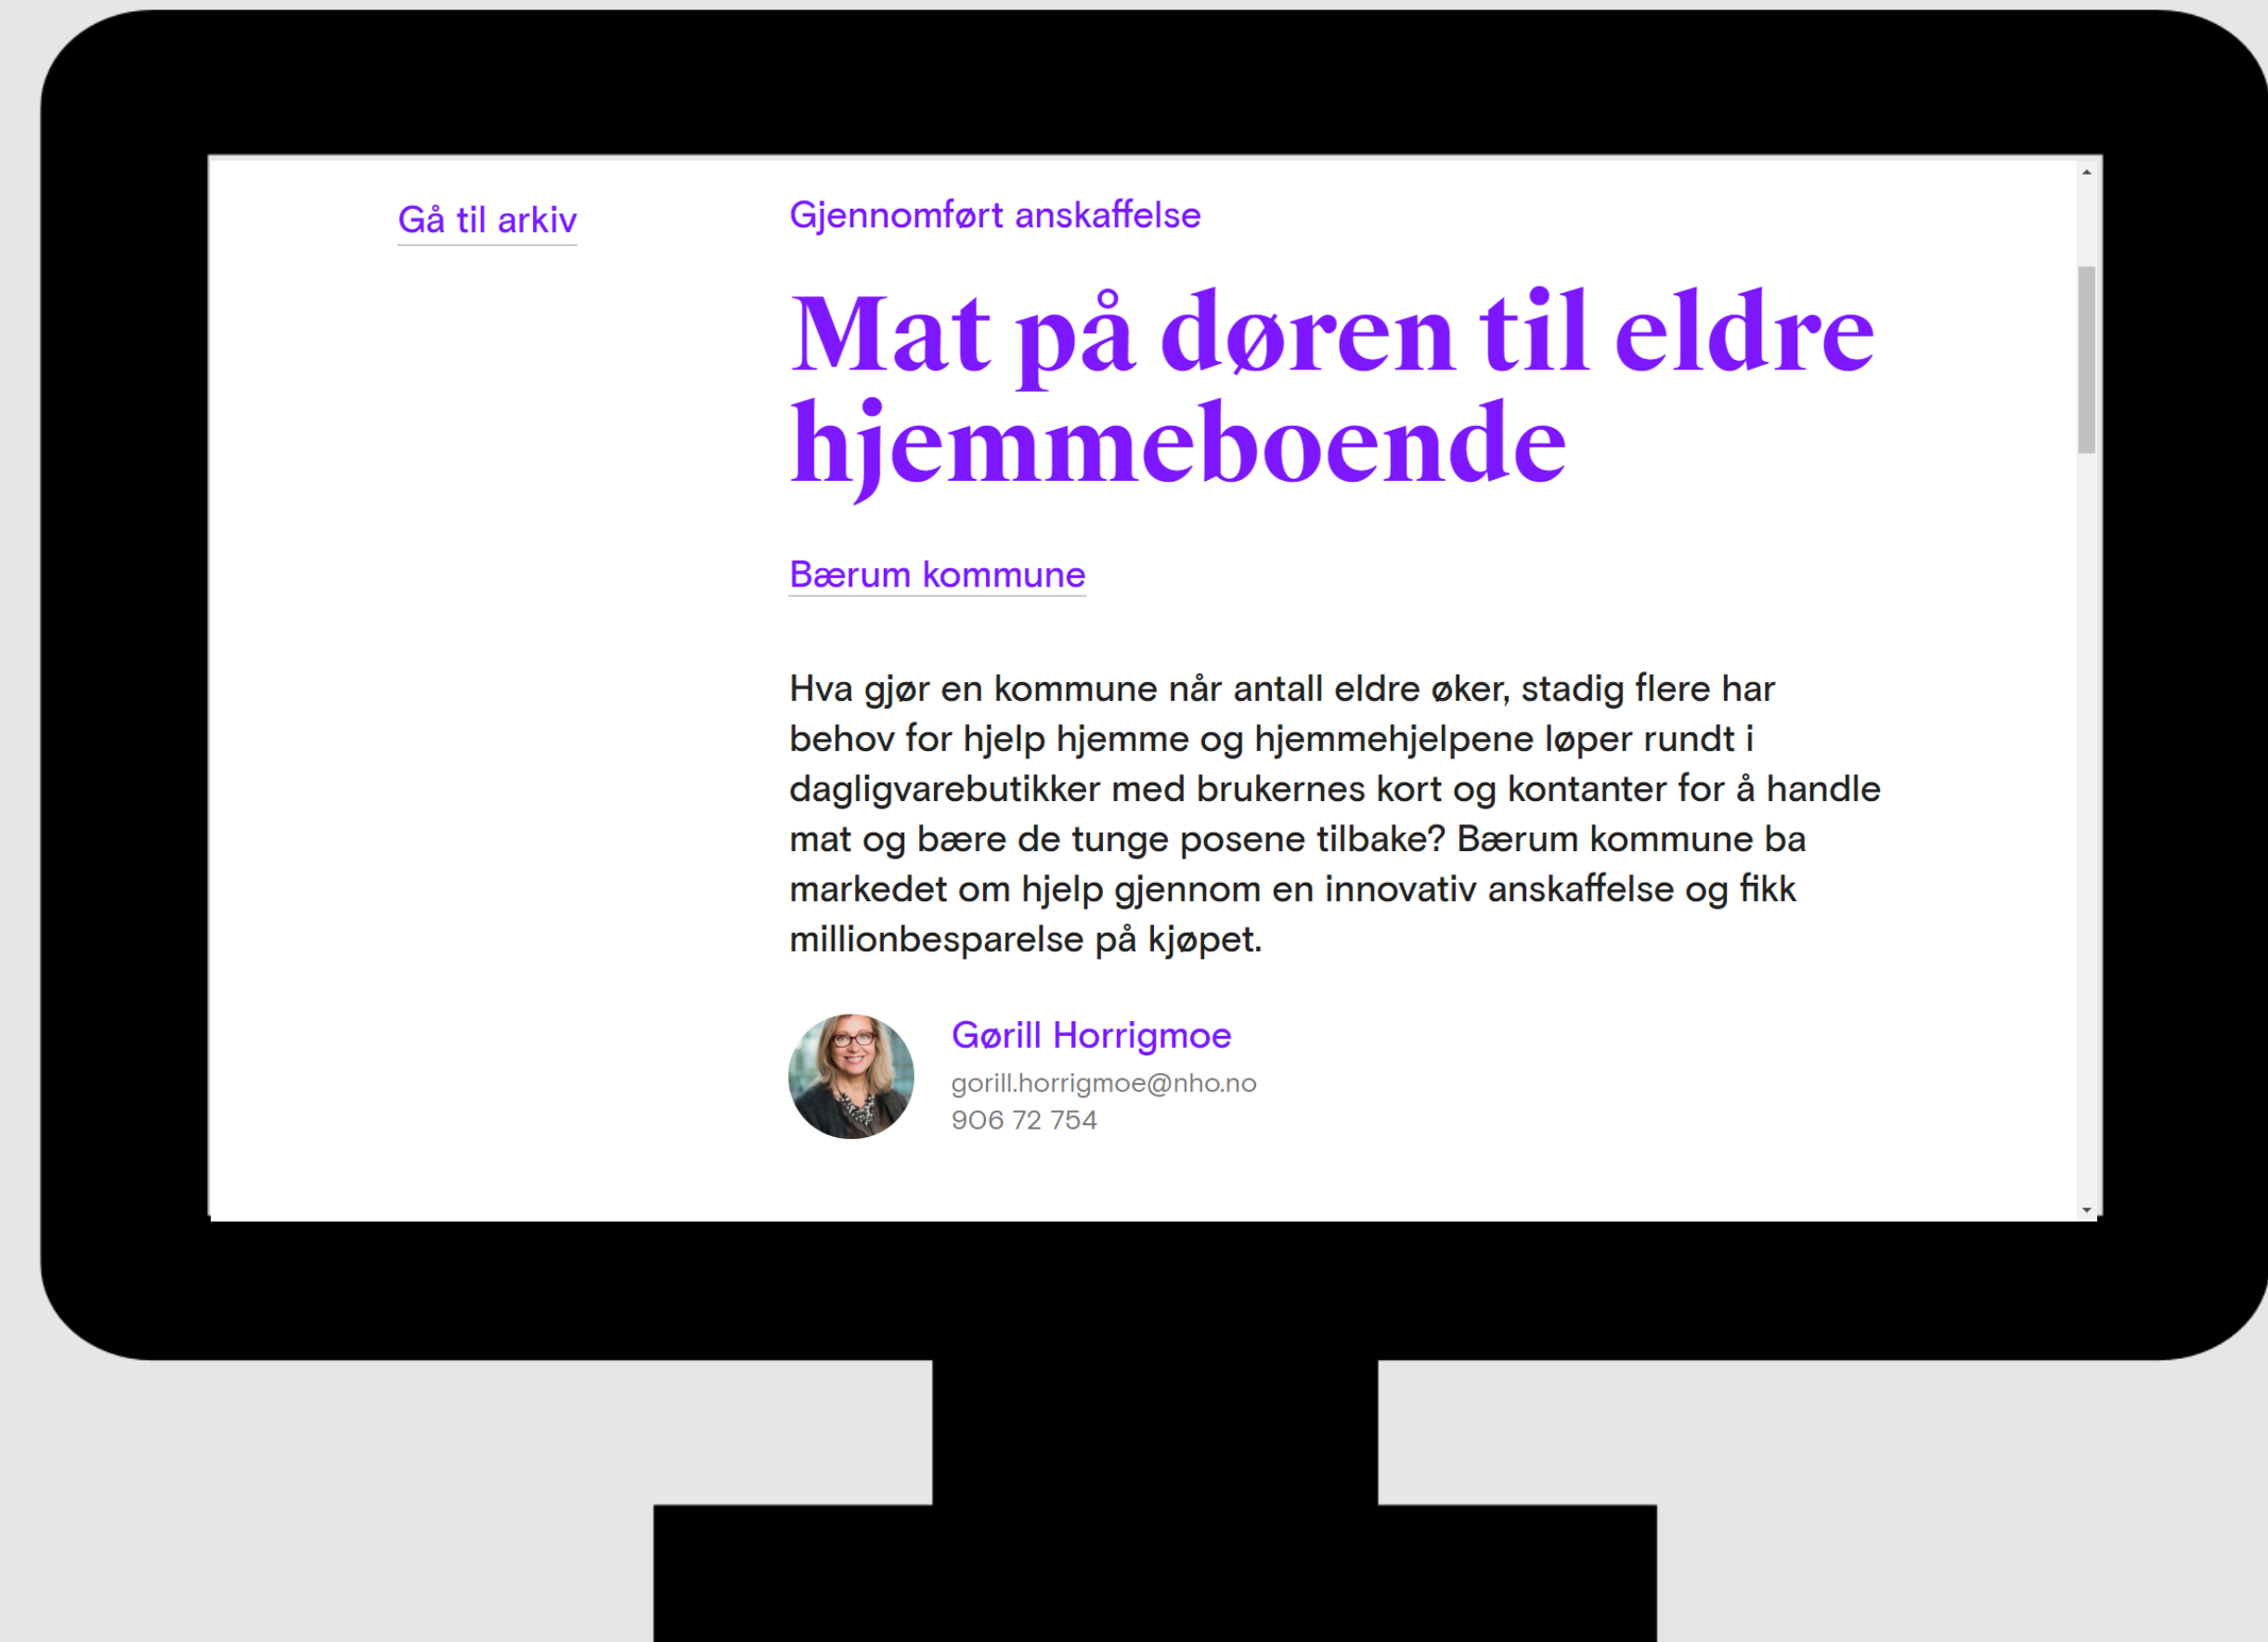 Gå til arkiv
Gjennomført anskaffelse
Mat på døren til eldre
hjemmeboende
Bærum kommune
Hva gjør en kommune når antall eldre øker, stadig flere har
behov for hjelp hjemme og hjemmehjelpene løper rundt i
dagligvarebutikker med brukernes kort og kontanter for å handle
mat og bære de tunge posene tilbake? Bærum kommune ba
markedet om hjelp gjennom en innovativ anskaffelse og fikk
millionbesparelse på kjøpet.
Gørill Horrigmoe
gorill.horrigmoe@nho.no
906 72 754